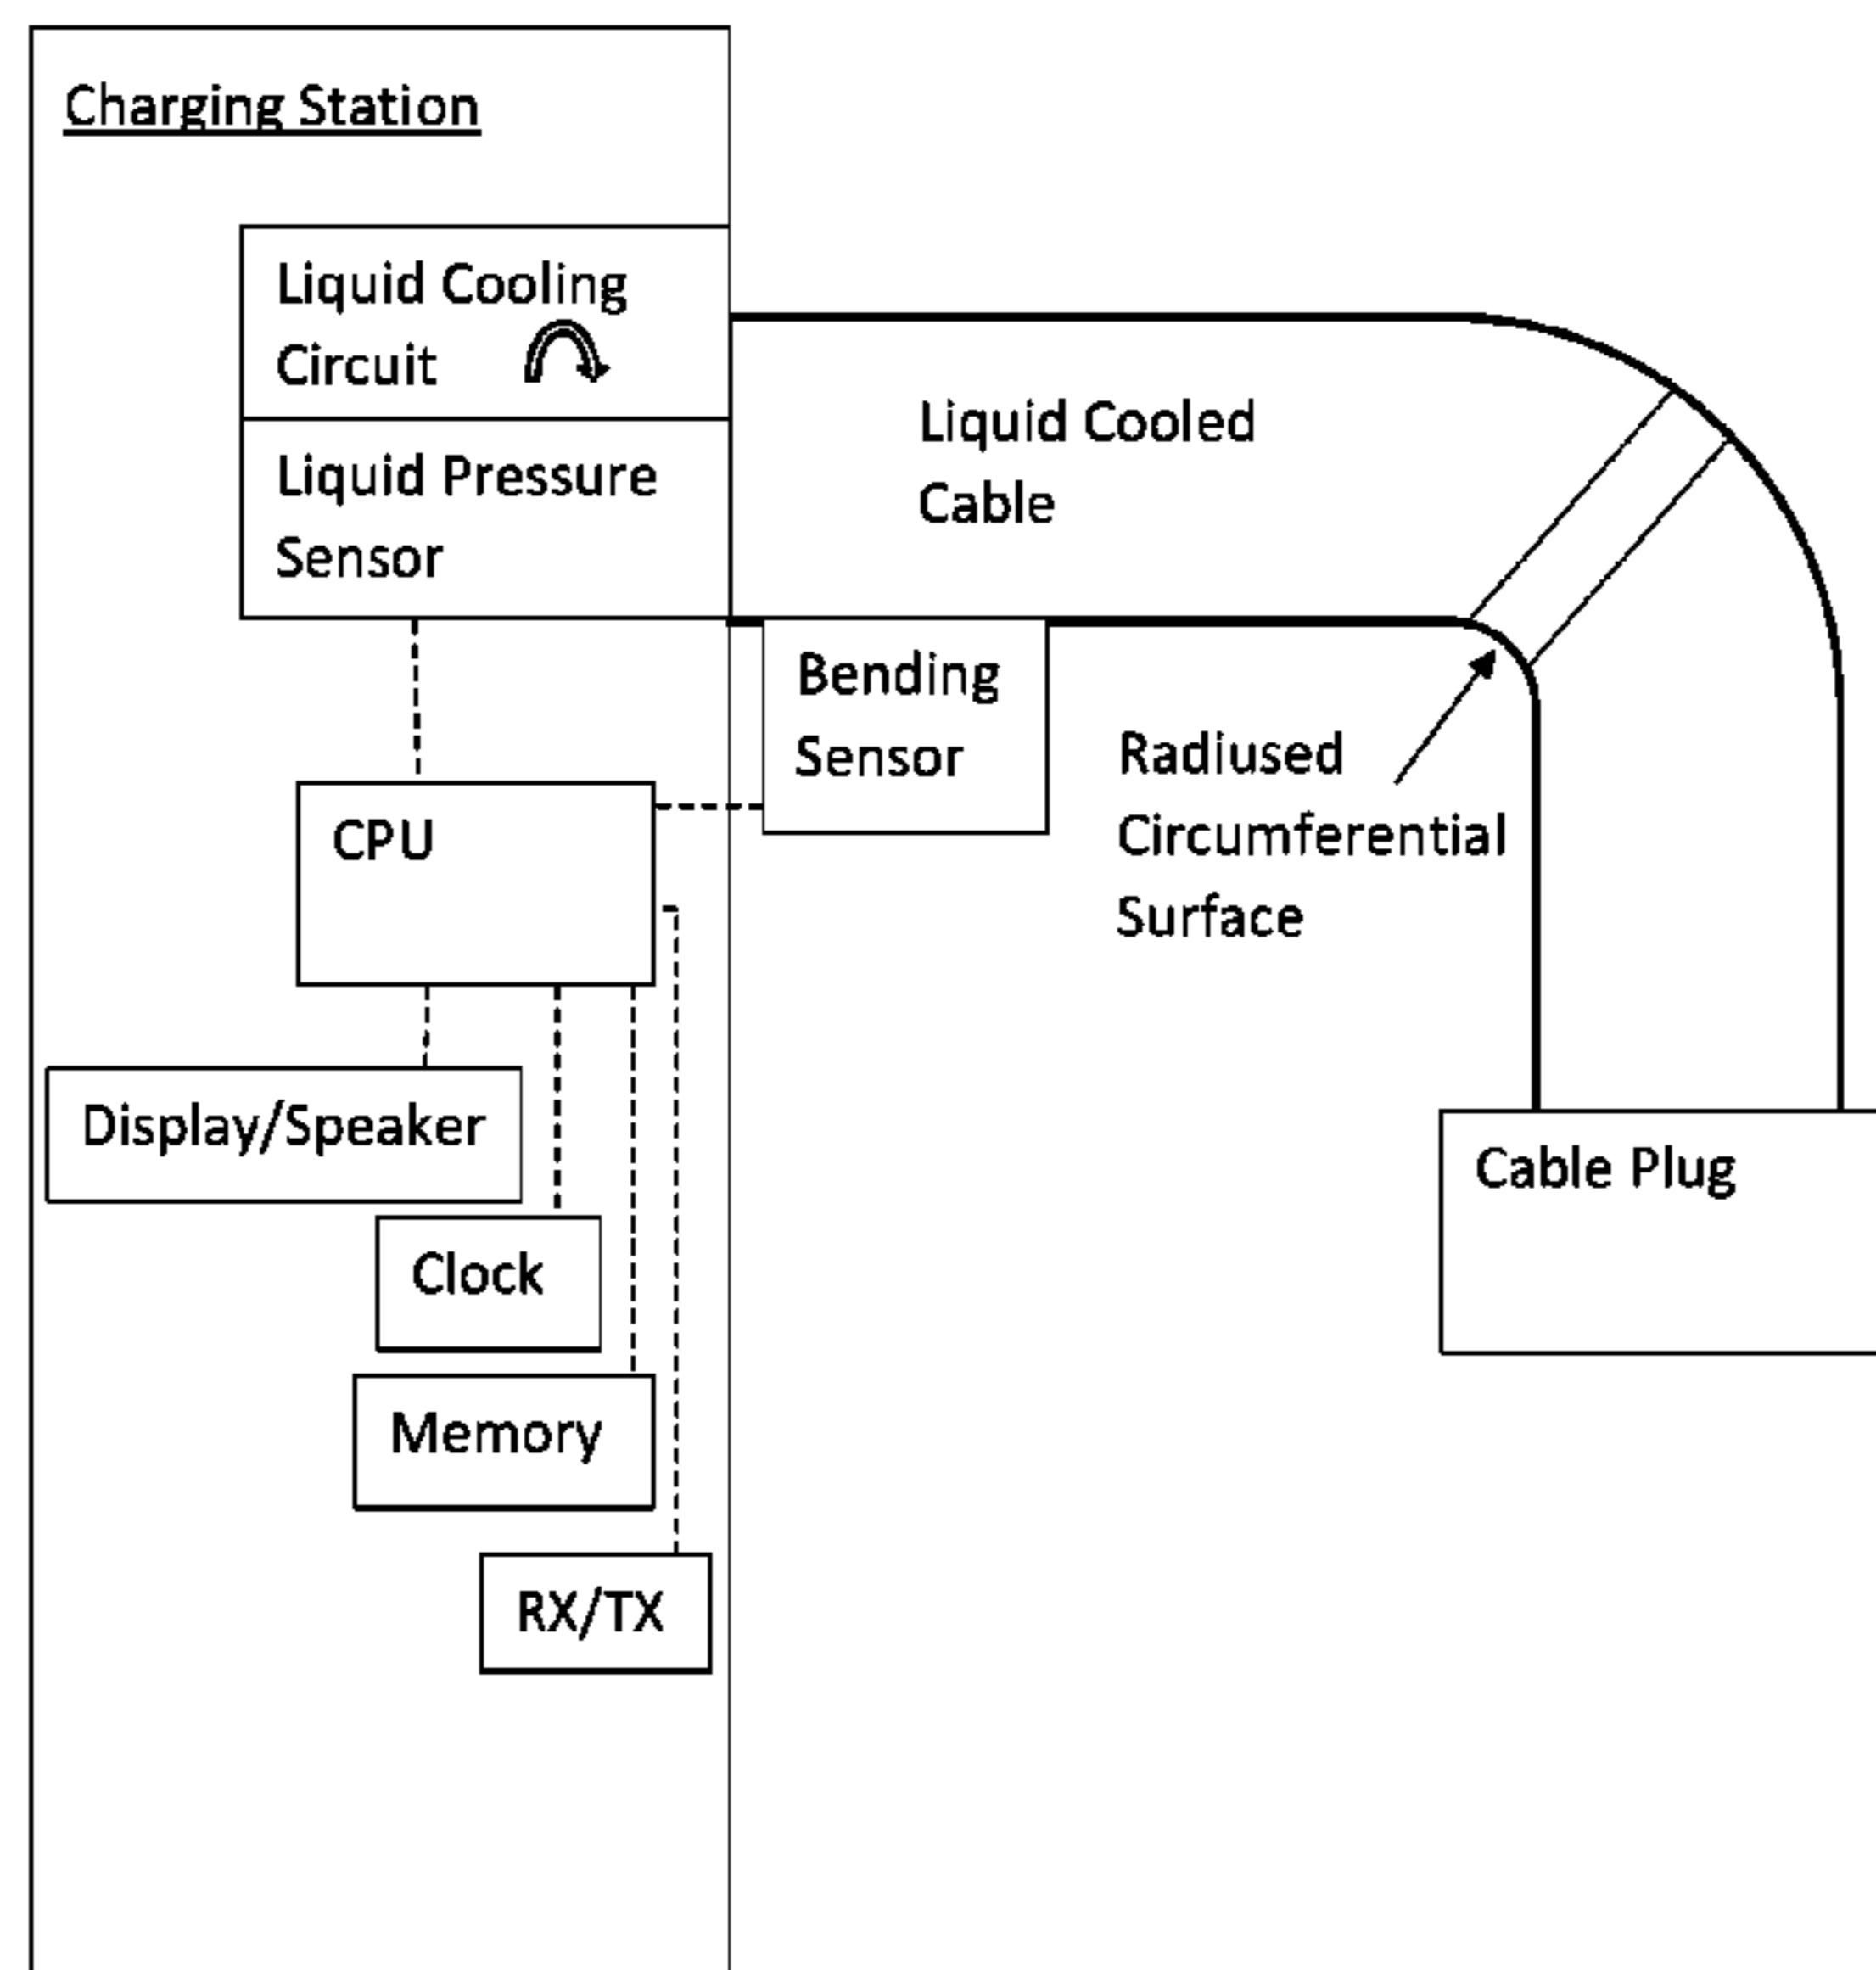 Charging Station
Liquid Cooling
Circuit
Liquid Pressure
Sensor
Liquid Cooled
Cable
Bending
Sensor
Radiused
Circumferential
Surface
CPU
Display/Speaker
Clock
Memory
RX/TX
Cable Plug